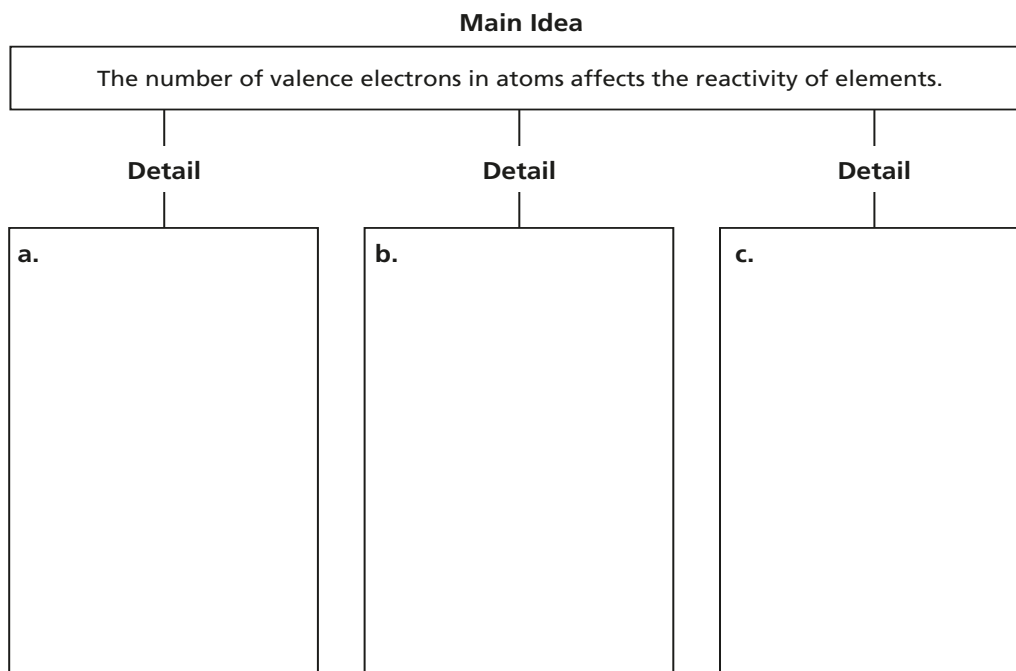 Main Idea
The number of valence electrons in atoms affects the reactivity of elements.
Detail
Detail
Detail
a.
b.
c.